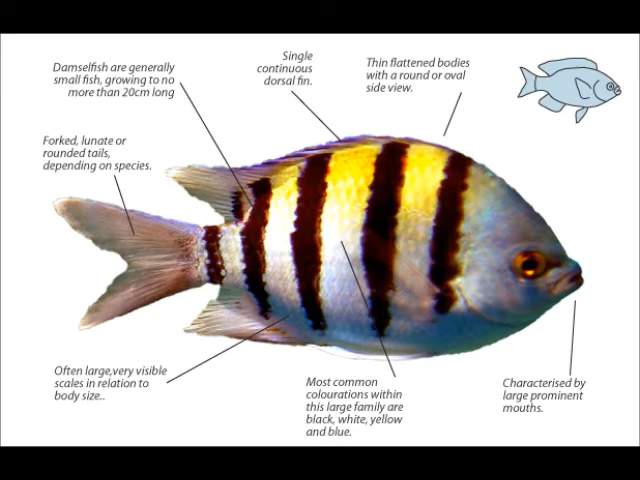 Damselfish are generally
small fish, growing to no
more than 20cm long
Single
continuous
dorsal fin.
Thin flattened bodies
with a round or oval
side view.
Forked, lunate or
rounded tails,
depending on species.
Often large,very visible
scales in relation to
body size..
Most common
colourations within
this large family are
black, white, yellow
and blue.
Characterised by
large prominent
mouths.